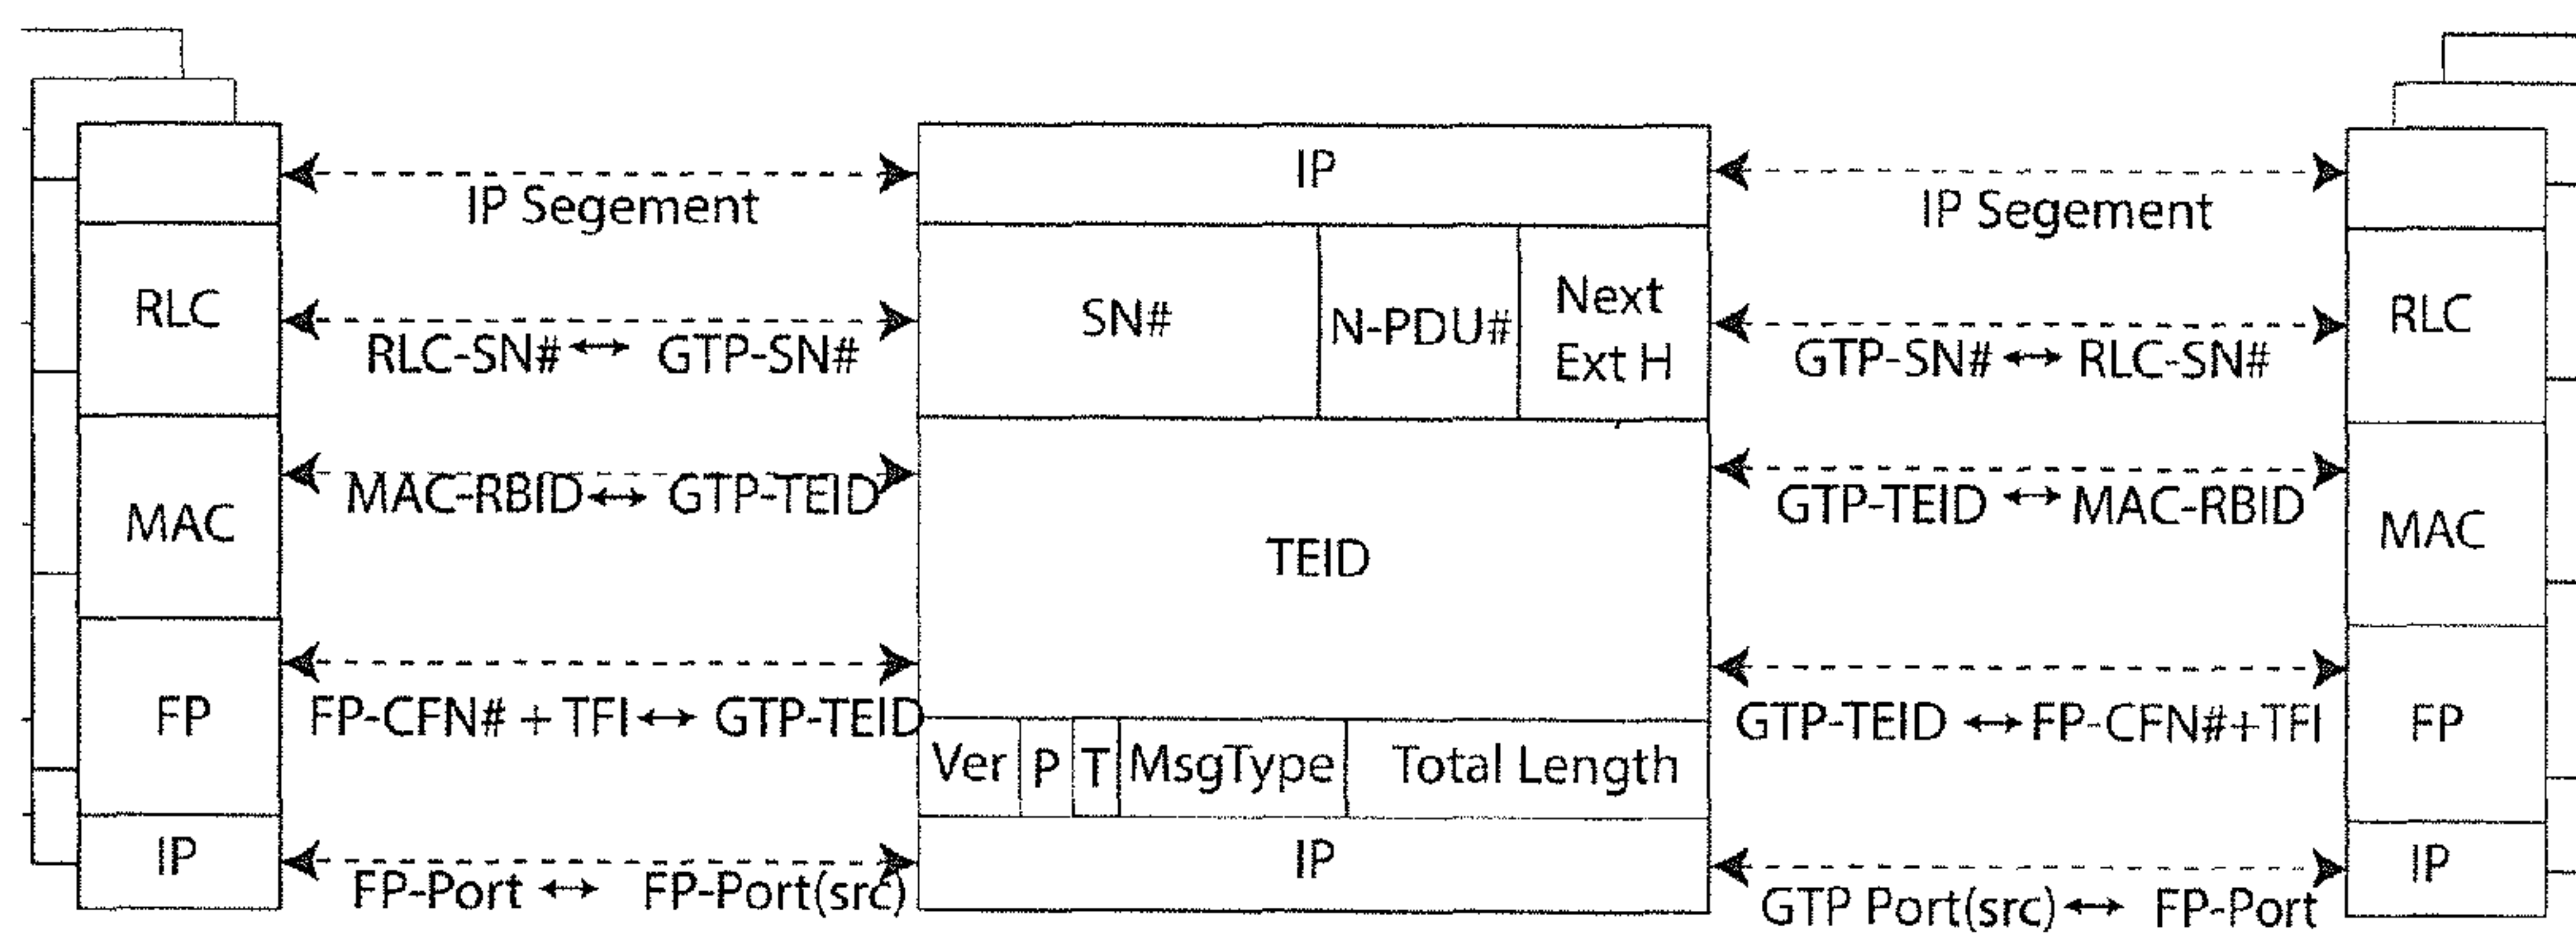 IP
IP Segement
IP Segement
RLC
SN#
N-PDU#
Next
Ext H
RLC
RLC-SN# ↔ GTP-SN#
GTP-SN# ↔ RLC-SN#
MAC
MAC-RBID ↔ GTP-TEID
TEID
GTP-TEID ↔ MAC-RBID
MAC
FP
FP-CFN# + TFI ↔ GTP-TEID
GTP-TEID ↔ FP-CFN#+TFI
FP
Ver P T MsgType Total Length
IP
FP-Port ↔ FP-Port(src)
IP
GTP Port(src) ↔ FP-Port
IP